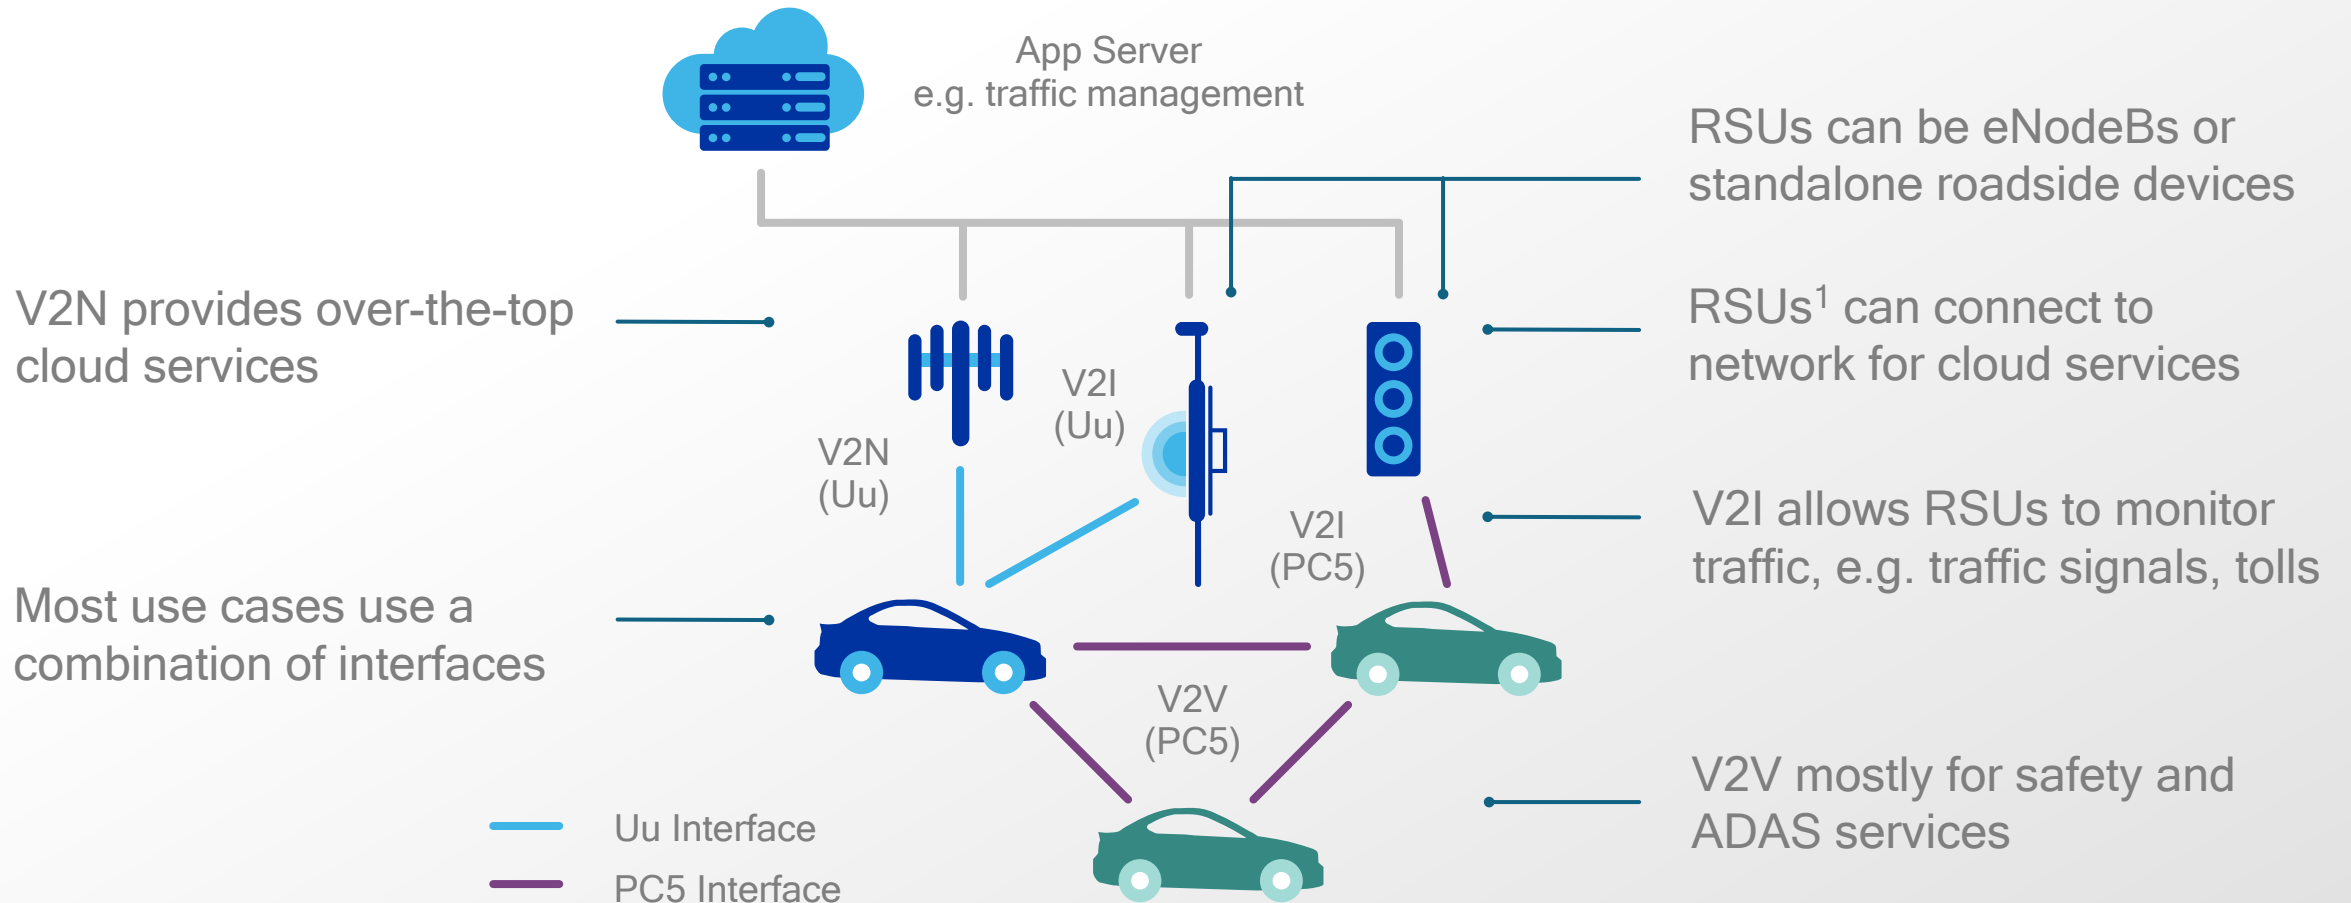 App Server
e.g. traffic management
RSUs can be eNodeBs or
standalone roadside devices
V2N provides over-the-top
cloud services
RSUs¹ can connect to
network for cloud services
V2I
(Uu)
V2N
(Uu)
V2I
(PC5)
V2I allows RSUs to monitor
traffic, e.g. traffic signals, tolls
Most use cases use a
combination of interfaces
V2V
(PC5)
V2V mostly for safety and
ADAS services
Uu Interface
PC5 Interface